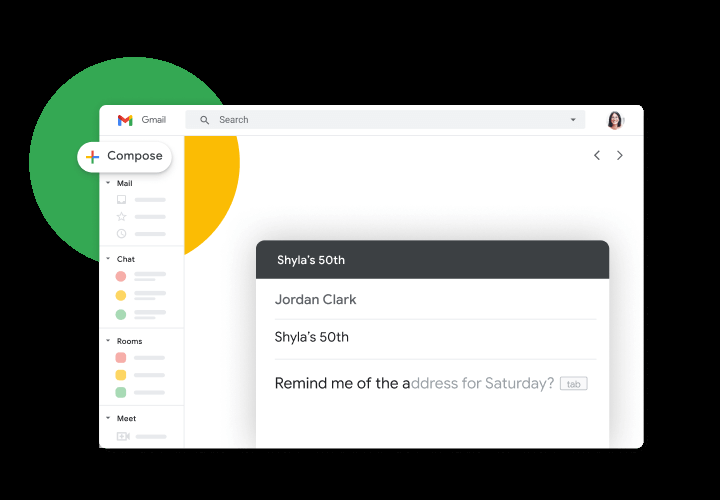 Gmail
Search
Compose
Mail
Chat
Rooms
Meet
Shyla's 50th
Jordan Clark
Shyla's 50th
Remind me of the address for Saturday? tab